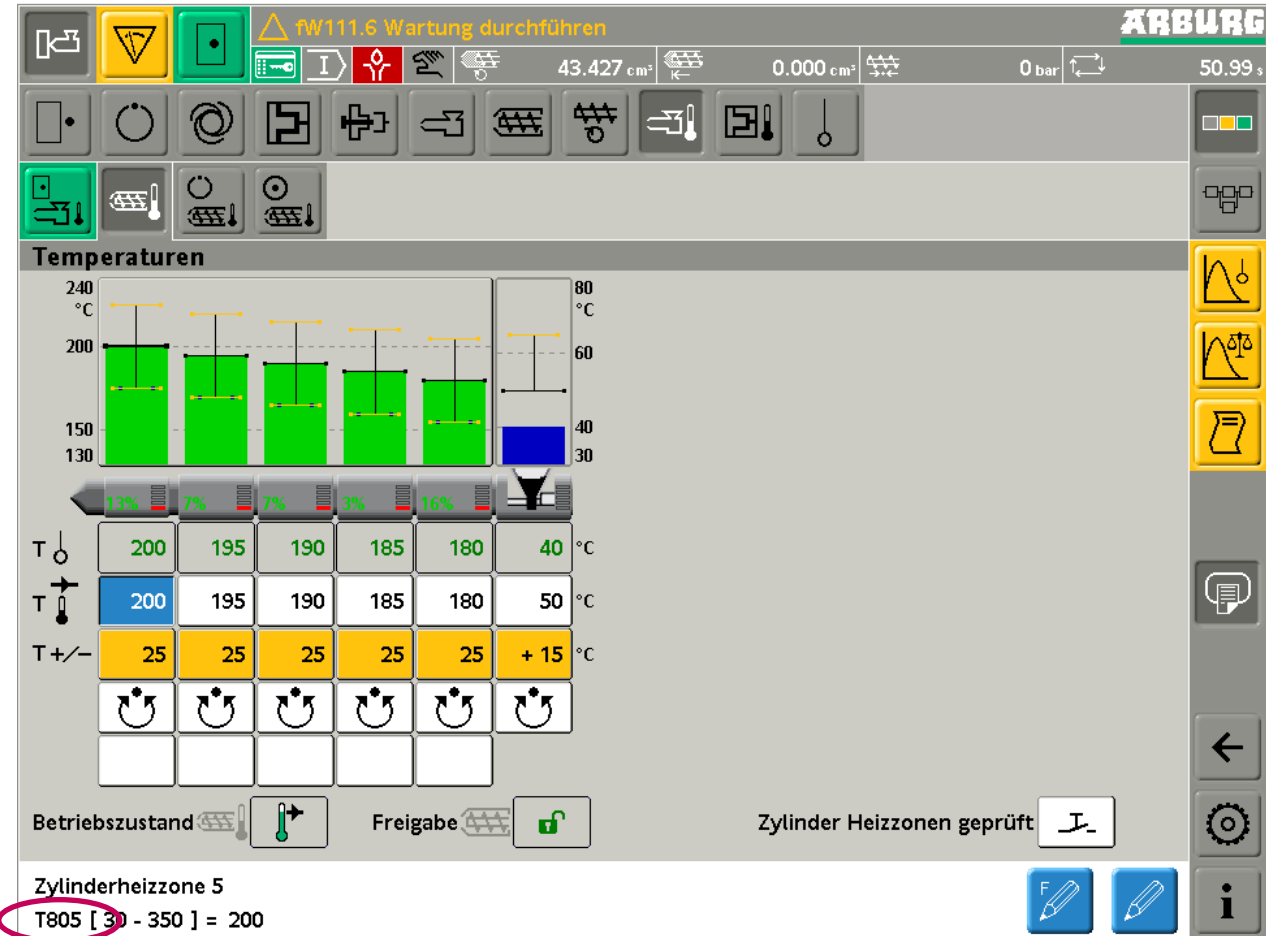 fW111.6 Wartung durchführen
ARBURG
I
43.427 cm³ 0.000 cm³ 0 bar 50.99 s
Temperaturen
240 80
°C °C
200 60
150 40
130 30
13% 7% 7% 3% 16%
T 200 195 190 185 180 40 °C
T 200 195 190 185 180 50 °C
T +/− 25 25 25 25 25 + 15 °C
Betriebszustand Freigabe Zylinder Heizzonen geprüft
Zylinderheizzone 5
T805 [ 30 - 350 ] = 200
F
i